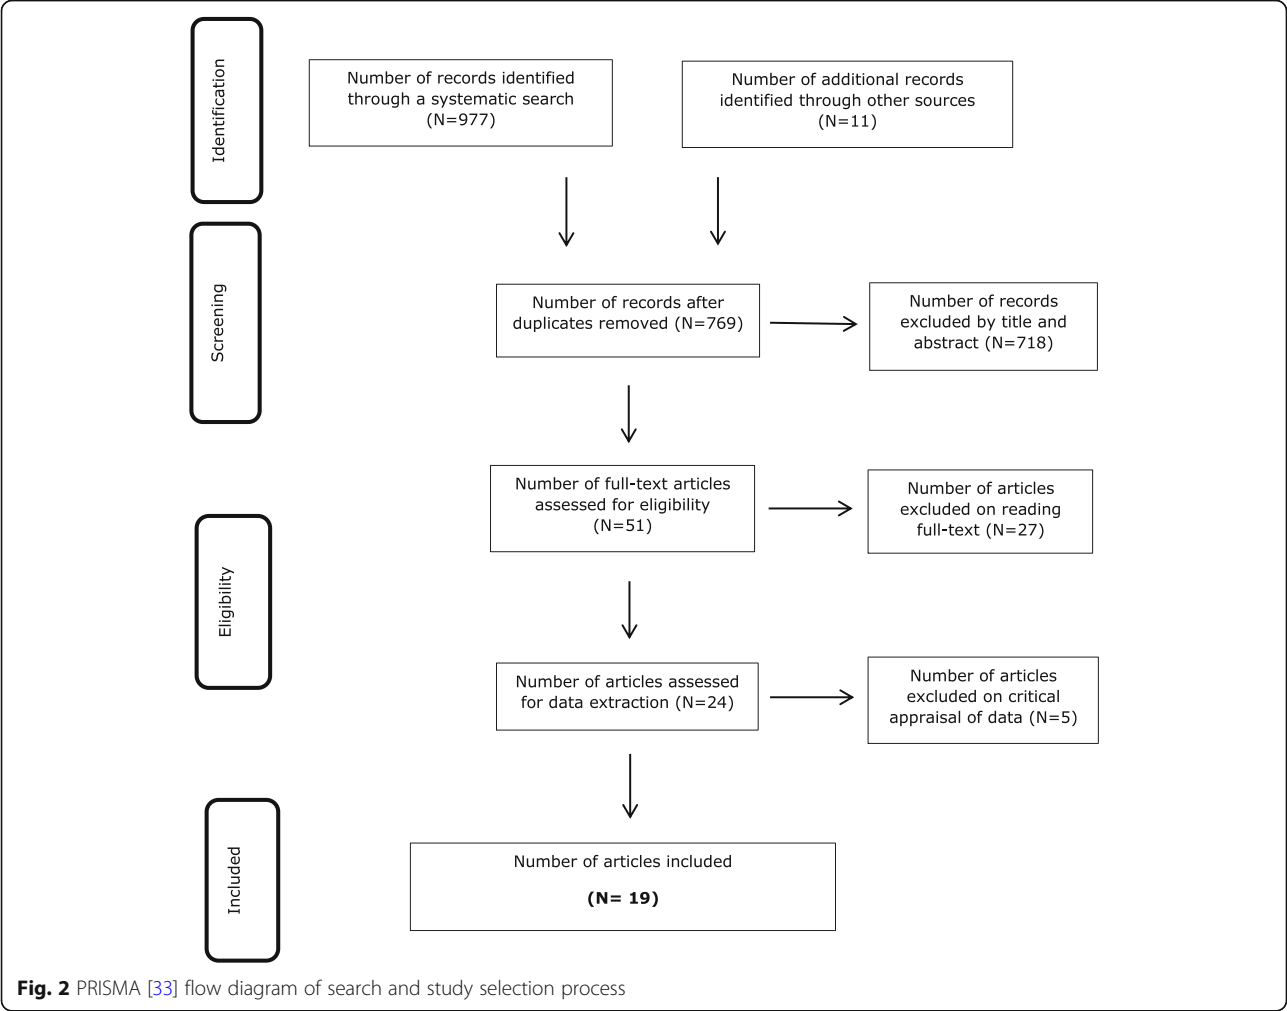 Identification
Number of records identified
through a systematic search
(N=977)
Number of additional records
identified through other sources
(N=11)
Screening
Number of records after
duplicates removed (N=769)
Number of records
excluded by title and
abstract (N=718)
Number of full-text articles
assessed for eligibility
(N=51)
Number of articles
excluded on reading
full-text (N=27)
Eligibility
Number of articles assessed
for data extraction (N=24)
Number of articles
excluded on critical
appraisal of data (N=5)
Included
Number of articles included
(N= 19)
Fig. 2 PRISMA [33] flow diagram of search and study selection process